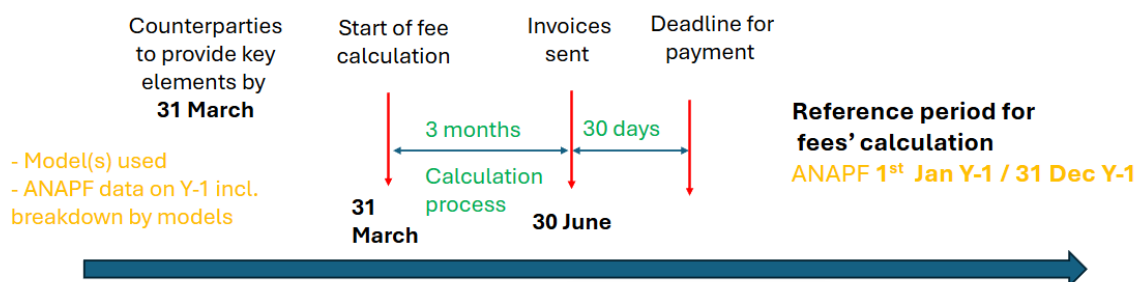 Counterparties
to provide key
elements by
31 March
- Model(s) used
- ANAPF data on Y-1 incl.
breakdown by models
Start of fee
calculation
Invoices
sent
Deadline for
payment
3 months
30 days
Calculation
process
31
March
30 June
Reference period for
fees' calculation
ANAPF 1st Jan Y-1 / 31 Dec Y-1